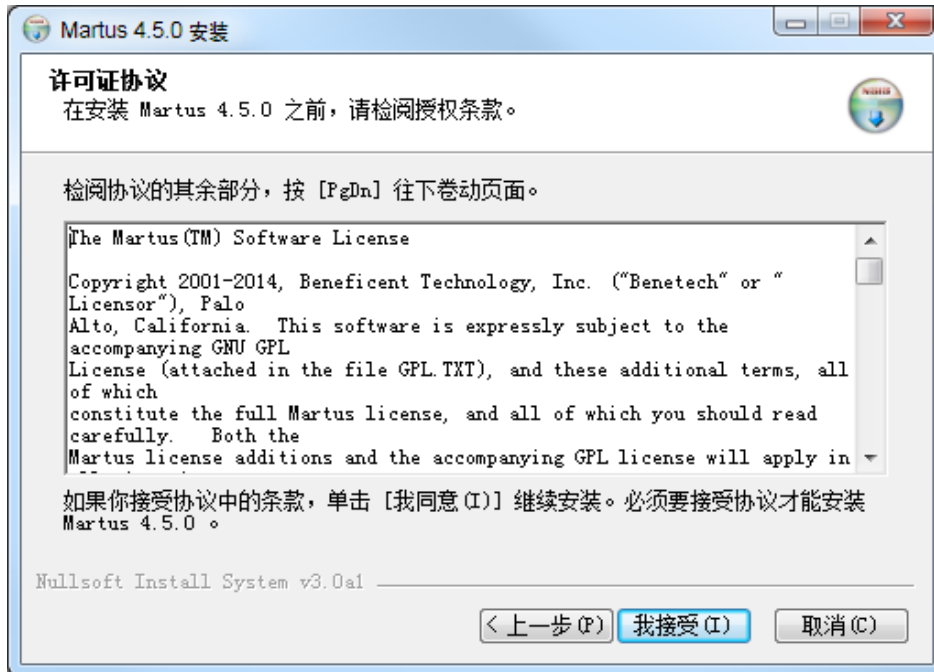 Martus 4.5.0 安装
许可证协议
在安装 Martus 4.5.0 之前，请检阅授权条款。
检阅协议的其余部分，按 [PgDn] 往下卷动页面。
The Martus(TM) Software License
Copyright 2001-2014, Beneficent Technology, Inc. ("Benetech" or "
Licensor"), Palo
Alto, California.  This software is expressly subject to the
accompanying GNU GPL
License (attached in the file GPL.TXT), and these additional terms, all
of which
constitute the full Martus license, and all of which you should read
carefully.  Both the
Martus license additions and the accompanying GPL license will apply in
如果你接受协议中的条款，单击 [我同意(I)] 继续安装。必须要接受协议才能安装
Martus 4.5.0 。
Nullsoft Install System v3.0a1
< 上一步(P) 我接受(I) 取消(C)